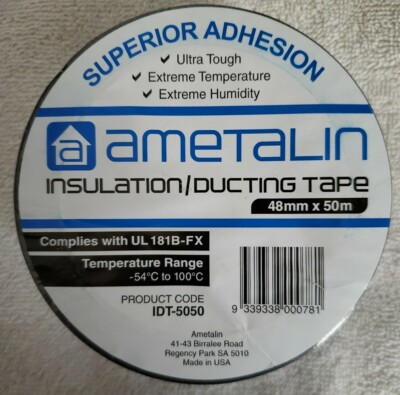 SUPERIOR ADHESION
✓ Ultra Tough
✓ Extreme Temperature
✓ Extreme Humidity
a ametalin
INSULATION/DUCTING TAPE
48mm x 50m
Complies with UL 181B-FX
Temperature Range
-54°C to 100°C
PRODUCT CODE
IDT-5050
9 339338 000781
Ametalin
41-43 Birralee Road
Regency Park SA 5010
Made in USA